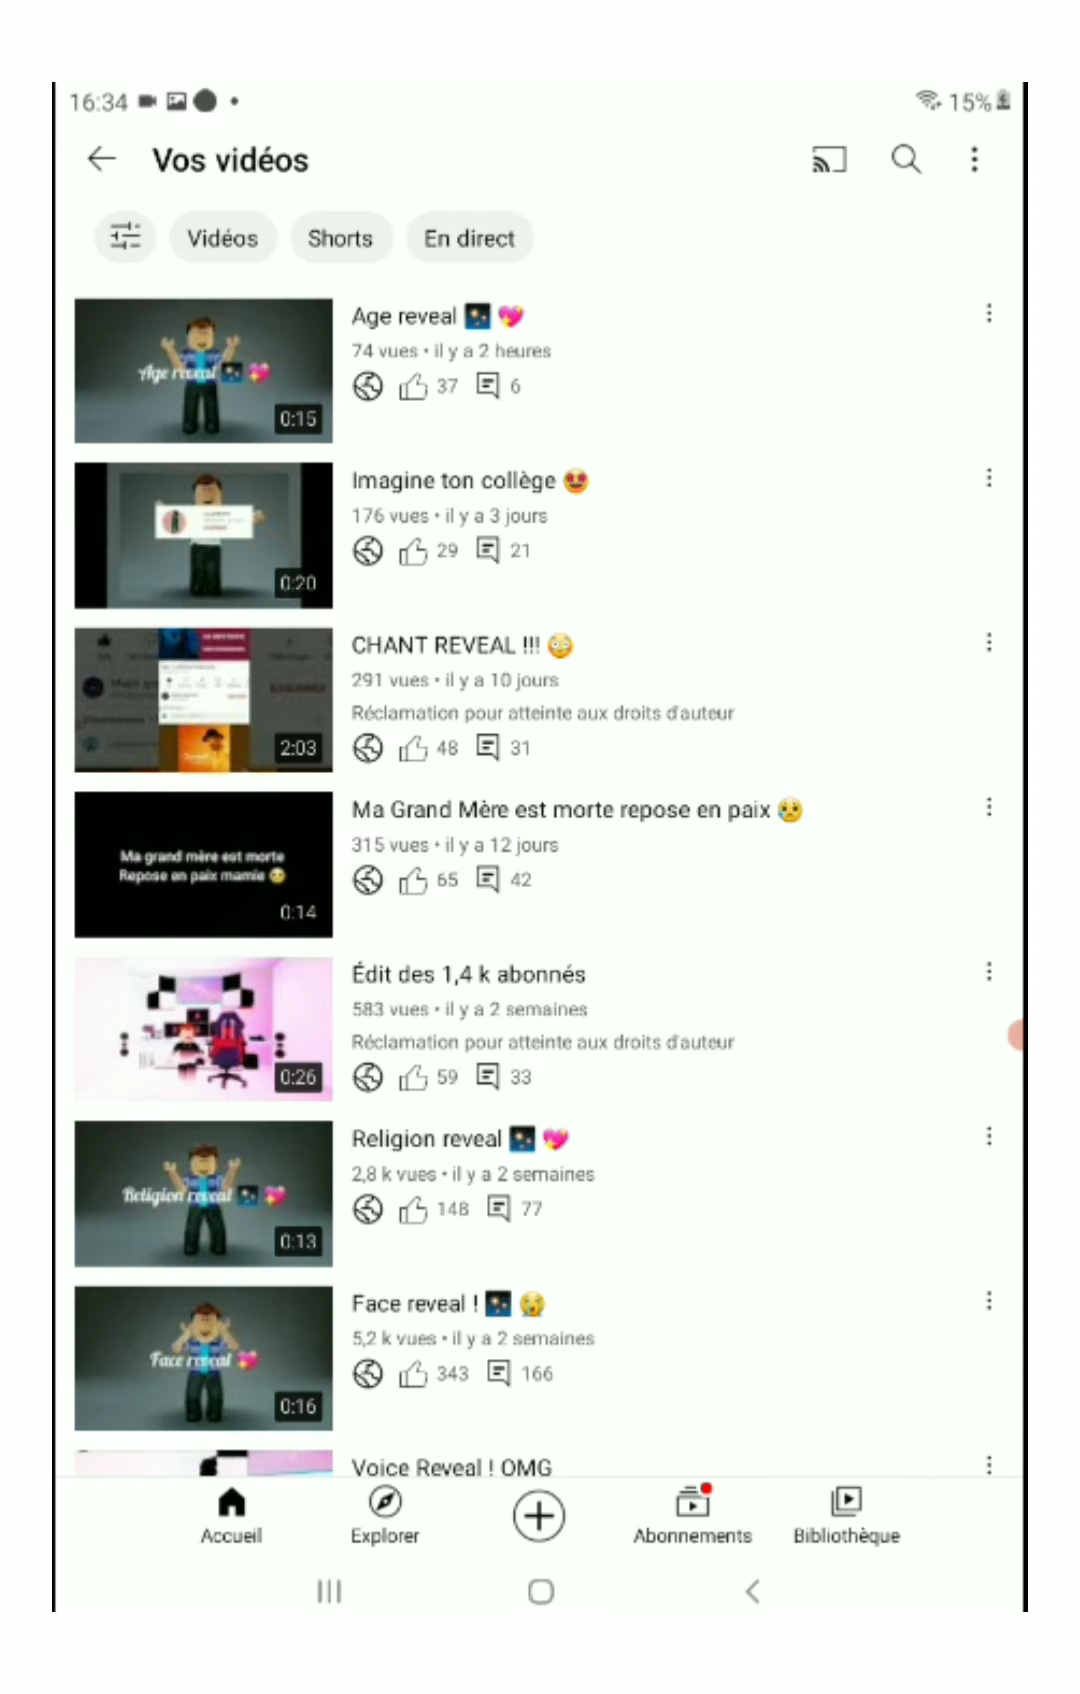 16:34
15%
Vos vidéos
Vidéos Shorts En direct
Age reveal 🌃 💖
Age reveal 🌃 💖
74 vues • il y a 2 heures
37 6
0:15
Imagine ton collège 😍
176 vues • il y a 3 jours
29 21
0:20
CHANT REVEAL !!! 😳
291 vues • il y a 10 jours
Réclamation pour atteinte aux droits d'auteur
48 31
2:03
Ma Grand Mère est morte repose en paix 😥
315 vues • il y a 12 jours
65 42
Ma grand mère est morte
Repose en paix mamie 😳
0:14
Édit des 1,4 k abonnés
583 vues • il y a 2 semaines
Réclamation pour atteinte aux droits d'auteur
59 33
0:26
Religion reveal 🌃 💖
2,8 k vues • il y a 2 semaines
148 77
Religion reveal 🌃 💖
0:13
Face reveal ! 🌃 😭
5,2 k vues • il y a 2 semaines
343 166
Face reveal 💖
0:16
Voice Reveal ! OMG
Accueil Explorer Abonnements Bibliothèque